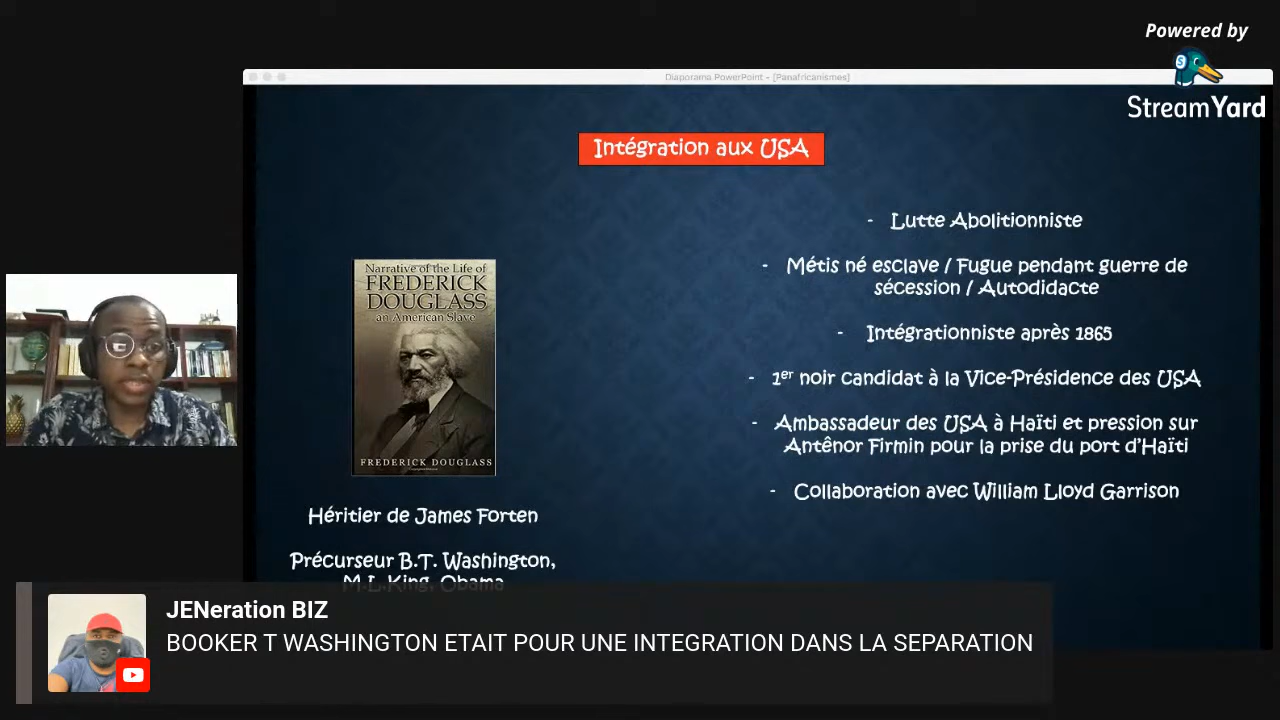 Powered by
StreamYard
Diaporama PowerPoint - [Panafricanismes]
Intégration aux USA
- Lutte Abolitionniste
- Métis né esclave / Fugue pendant guerre de
sécession / Autodidacte
- Intégrationniste après 1865
- 1er noir candidat à la Vice-Présidence des USA
- Ambassadeur des USA à Haïti et pression sur
Antênor Firmin pour la prise du port d'Haïti
- Collaboration avec William Lloyd Garrison
Narrative of the Life of
FREDERICK
DOUGLASS
an American Slave
FREDERICK DOUGLASS
Héritier de James Forten
Précurseur B.T. Washington,
M.L.King, Obama
JENeration BIZ
BOOKER T WASHINGTON ETAIT POUR UNE INTEGRATION DANS LA SEPARATION